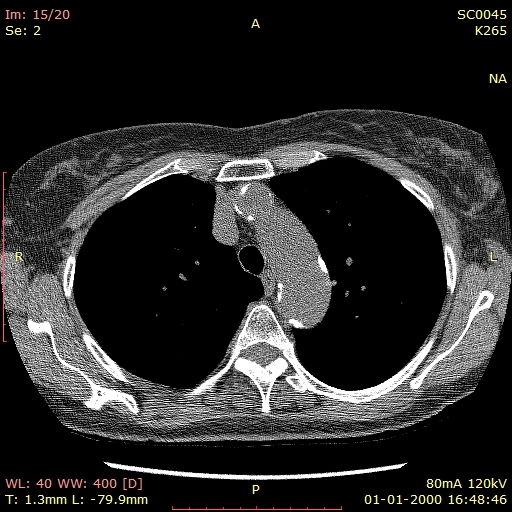 Im: 15/20
Se: 2
A
SC0045
K265
NA
R
L
WL: 40 WW: 400 [D]
T: 1.3mm L: -79.9mm
P
80mA 120kV
01-01-2000 16:48:46